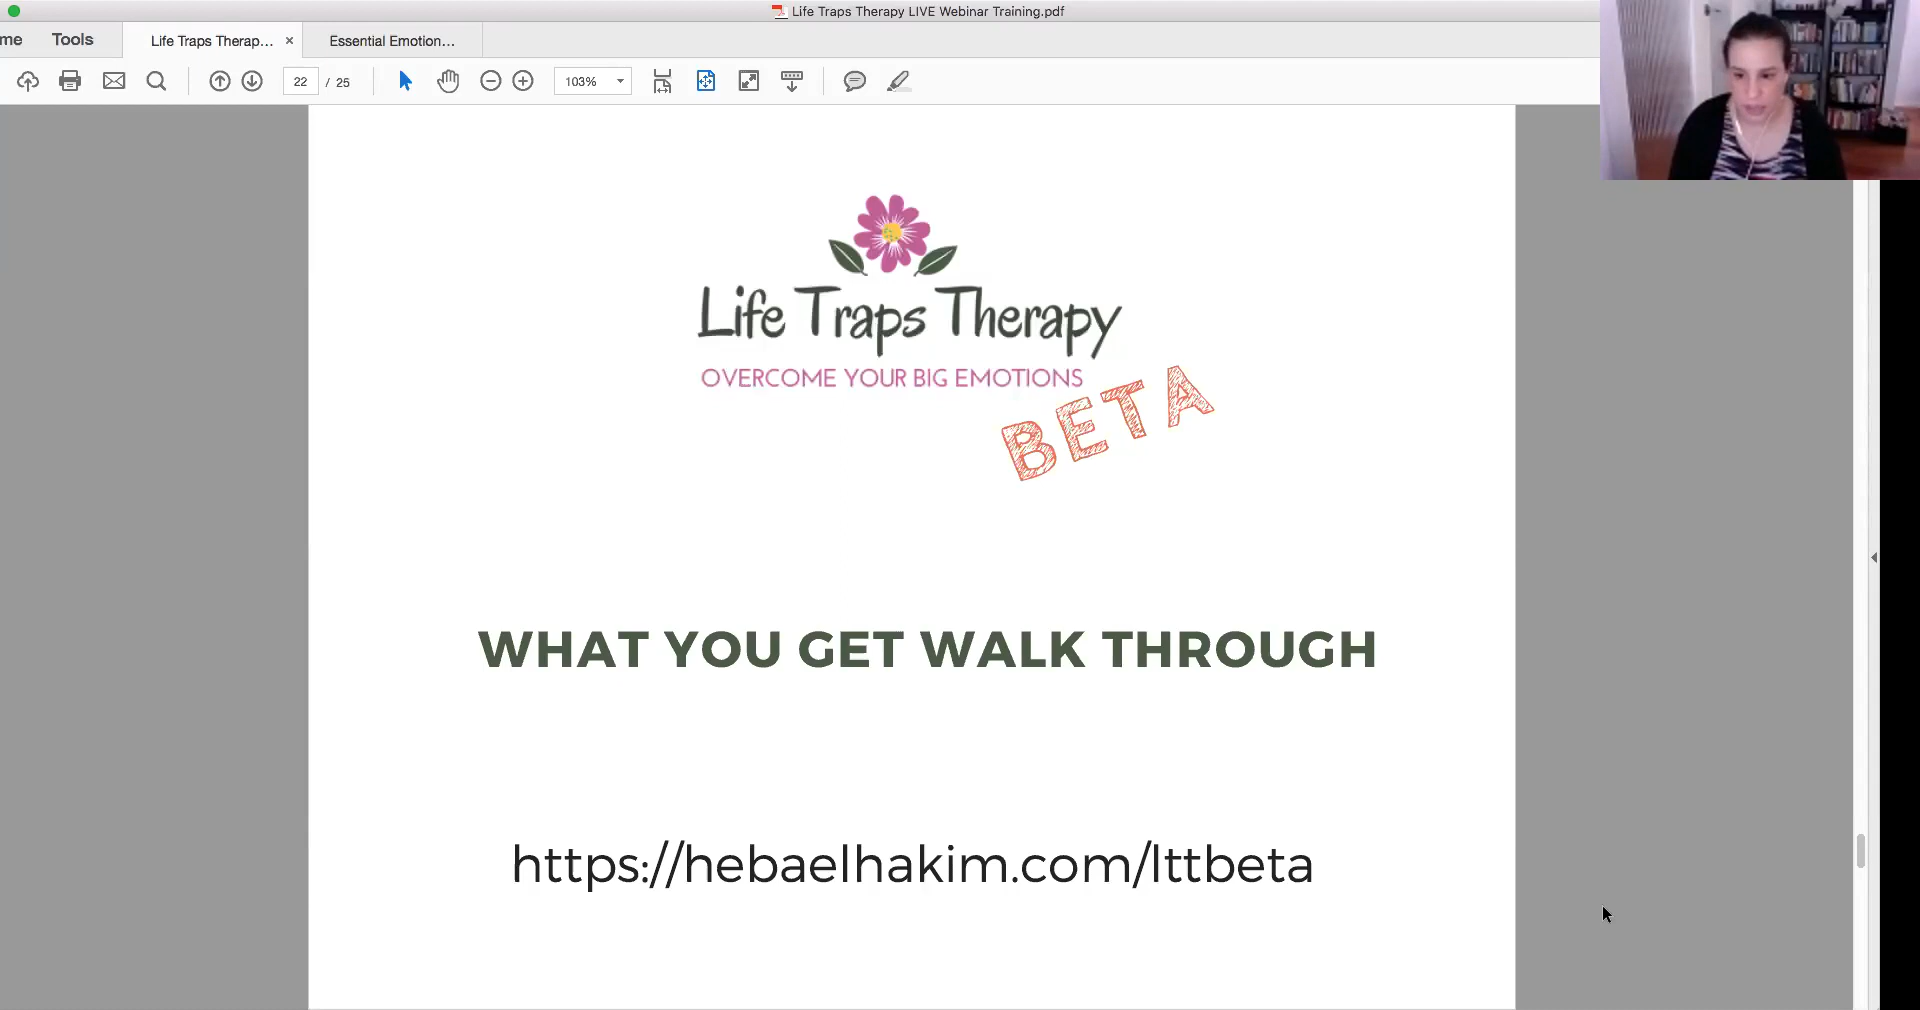 Life Traps Therapy LIVE Webinar Training.pdf
me
Tools
Life Traps Therap...
×
Essential Emotion...
22 / 25
103%
Life Traps Therapy
OVERCOME YOUR BIG EMOTIONS
BETA
WHAT YOU GET WALK THROUGH
https://hebaelhakim.com/lttbeta